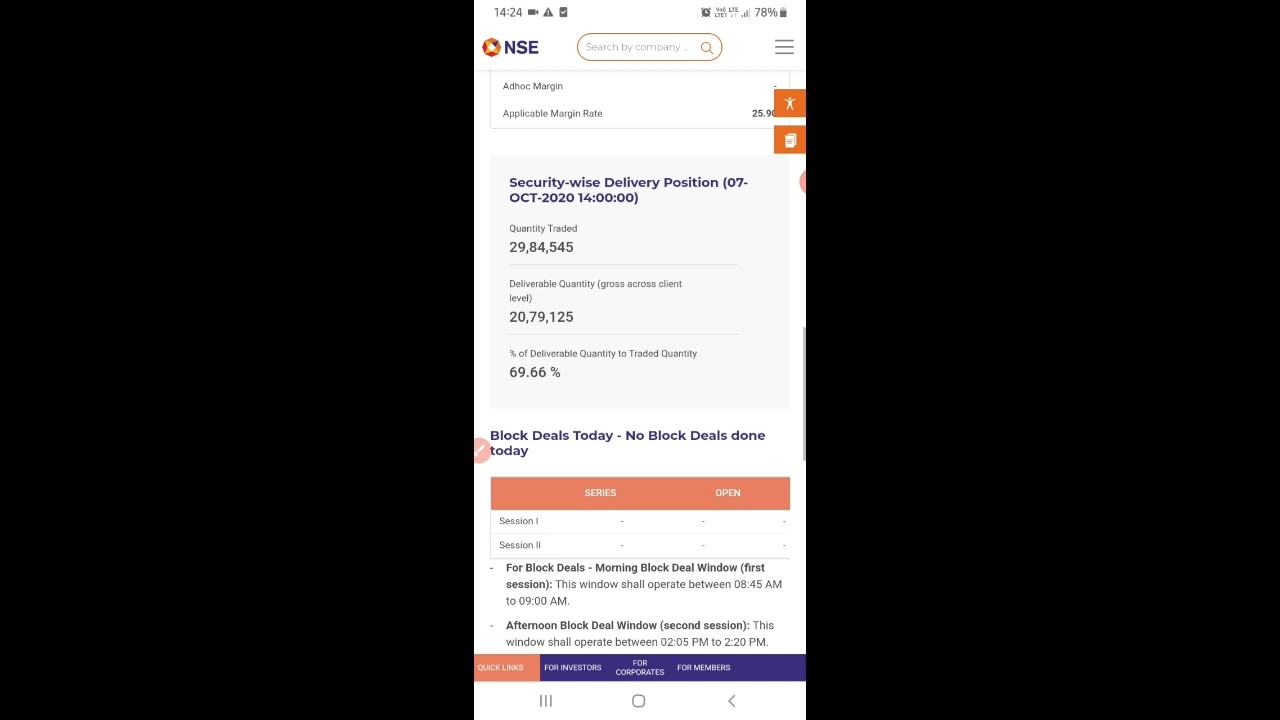 14:24
Vo)) LTE
LTE1
78%
NSE
Search by company ..
Adhoc Margin -
Applicable Margin Rate 25.90
Security-wise Delivery Position (07-
OCT-2020 14:00:00)
Quantity Traded
29,84,545
Deliverable Quantity (gross across client
level)
20,79,125
% of Deliverable Quantity to Traded Quantity
69.66 %
Block Deals Today - No Block Deals done
today
SERIES OPEN
Session I - - -
Session II - - -
- For Block Deals - Morning Block Deal Window (first
session): This window shall operate between 08:45 AM
to 09:00 AM.
- Afternoon Block Deal Window (second session): This
window shall operate between 02:05 PM to 2:20 PM.
QUICK LINKS FOR INVESTORS FOR CORPORATES FOR MEMBERS